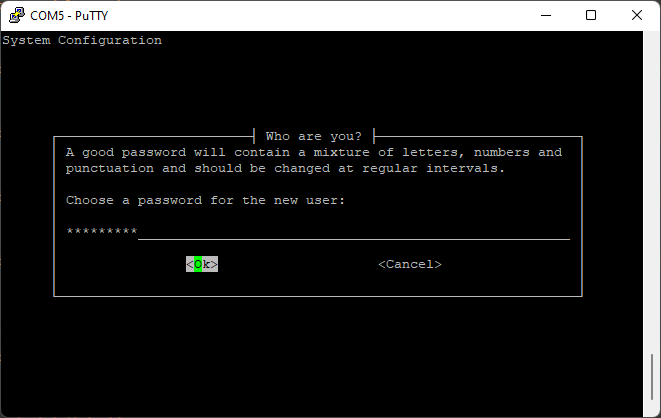 COM5 - PuTTY
System Configuration
Who are you?
A good password will contain a mixture of letters, numbers and
punctuation and should be changed at regular intervals.
Choose a password for the new user:
*********______________________________________________________
<Ok> <Cancel>